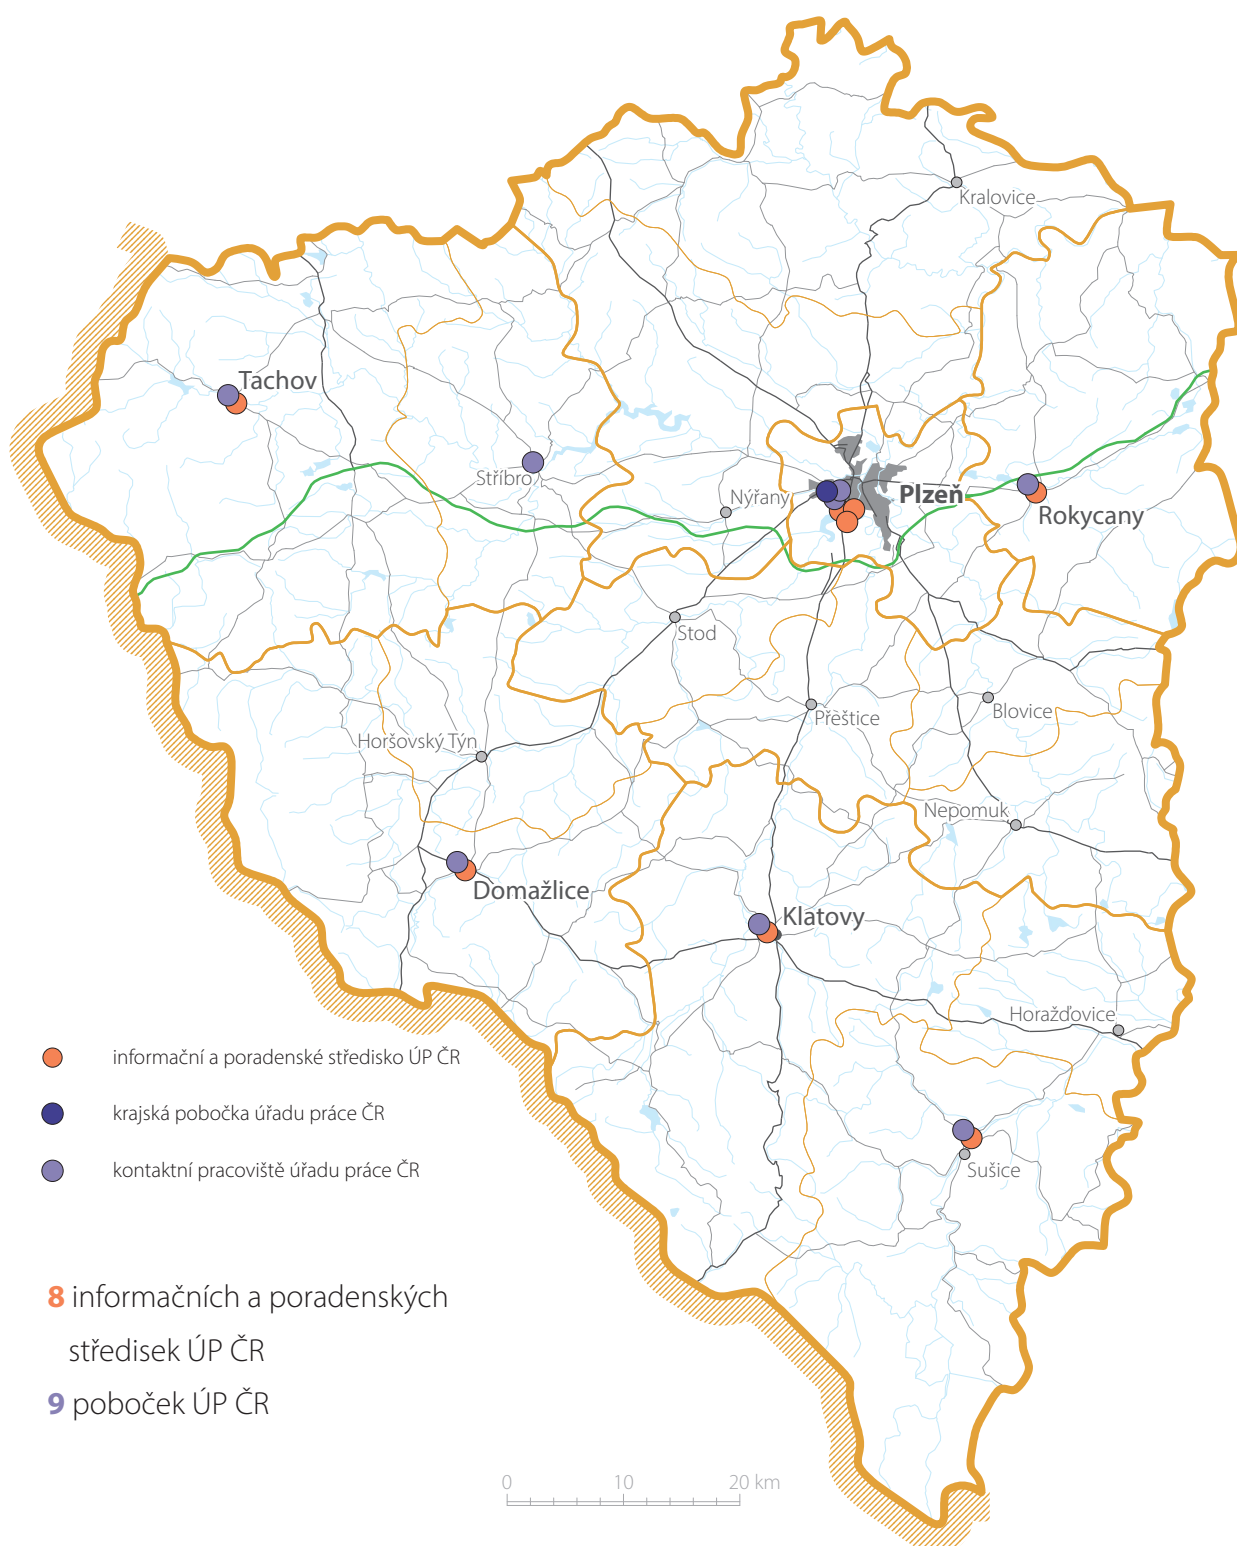 Kralovice
Tachov
Stříbro
Nýřany
Plzeň
Rokycany
Stod
Přeštice
Blovice
Horšovský Týn
Nepomuk
Domažlice
Klatovy
Horažďovice
informační a poradenské středisko ÚP ČR
krajská pobočka úřadu práce ČR
kontaktní pracoviště úřadu práce ČR
Sušice
8 informačních a poradenských
středisek ÚP ČR
9 poboček ÚP ČR
0 10 20 km